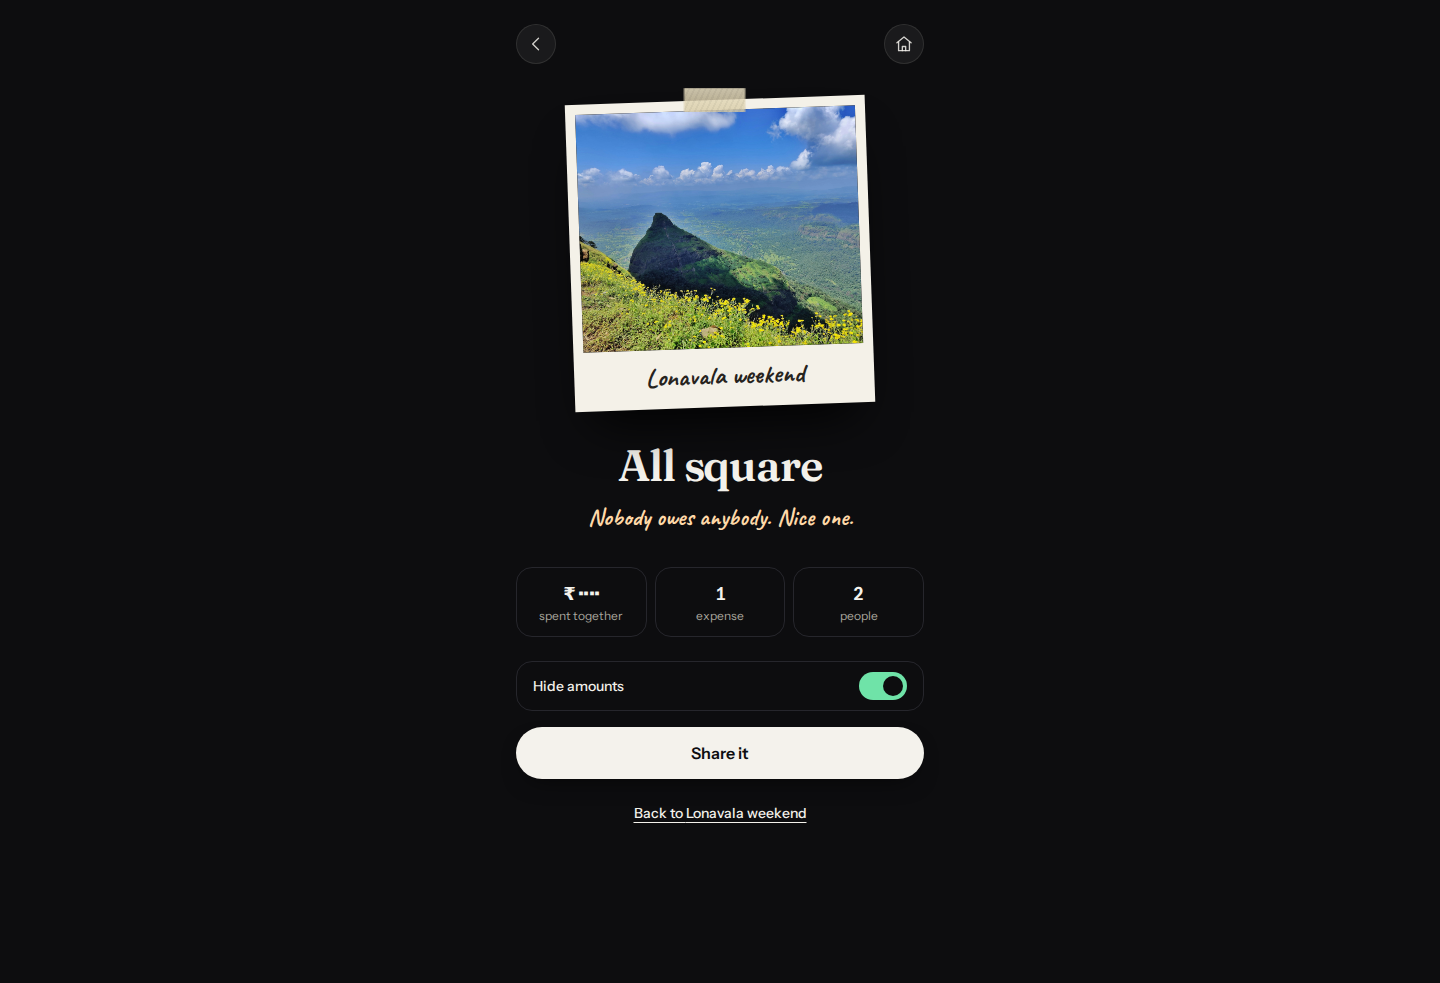 Lonavala weekend
All square
Nobody owes anybody. Nice one.
₹ ····
spent together
1
expense
2
people
Hide amounts
Share it
Back to Lonavala weekend